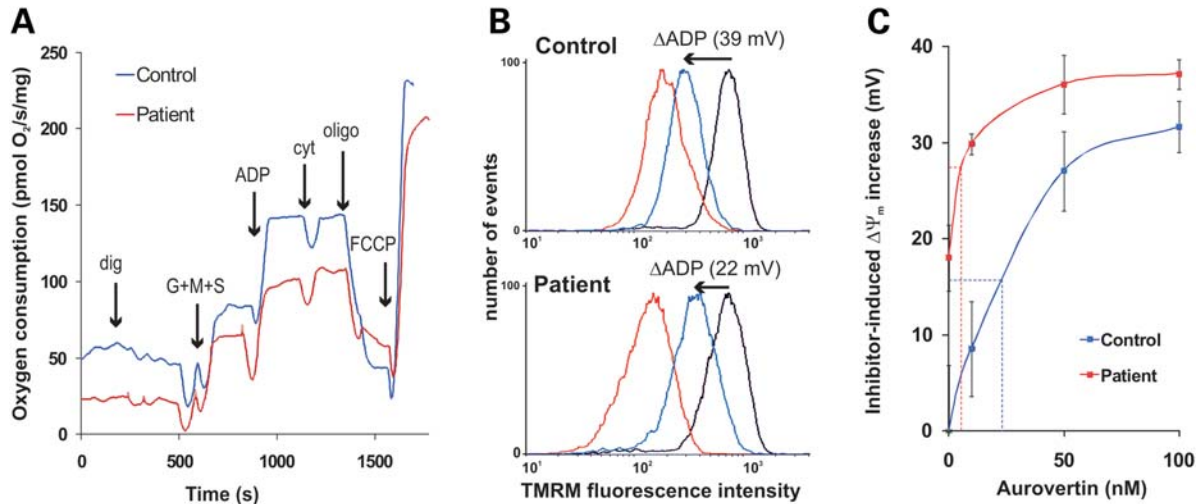 A
Oxygen consumption (pmol O₂/s/mg)
250
200
150
100
50
0
Control
Patient
dig
G+M+S
ADP
cyt
oligo
FCCP
0
500
1000
1500
Time (s)
B
number of events
Control
ΔADP (39 mV)
100
10¹
10²
10³
Patient
ΔADP (22 mV)
100
10¹
10²
10³
TMRM fluorescence intensity
C
Inhibitor-induced ΔΨm increase (mV)
40
30
20
10
0
Control
Patient
0
50
100
Aurovertin (nM)